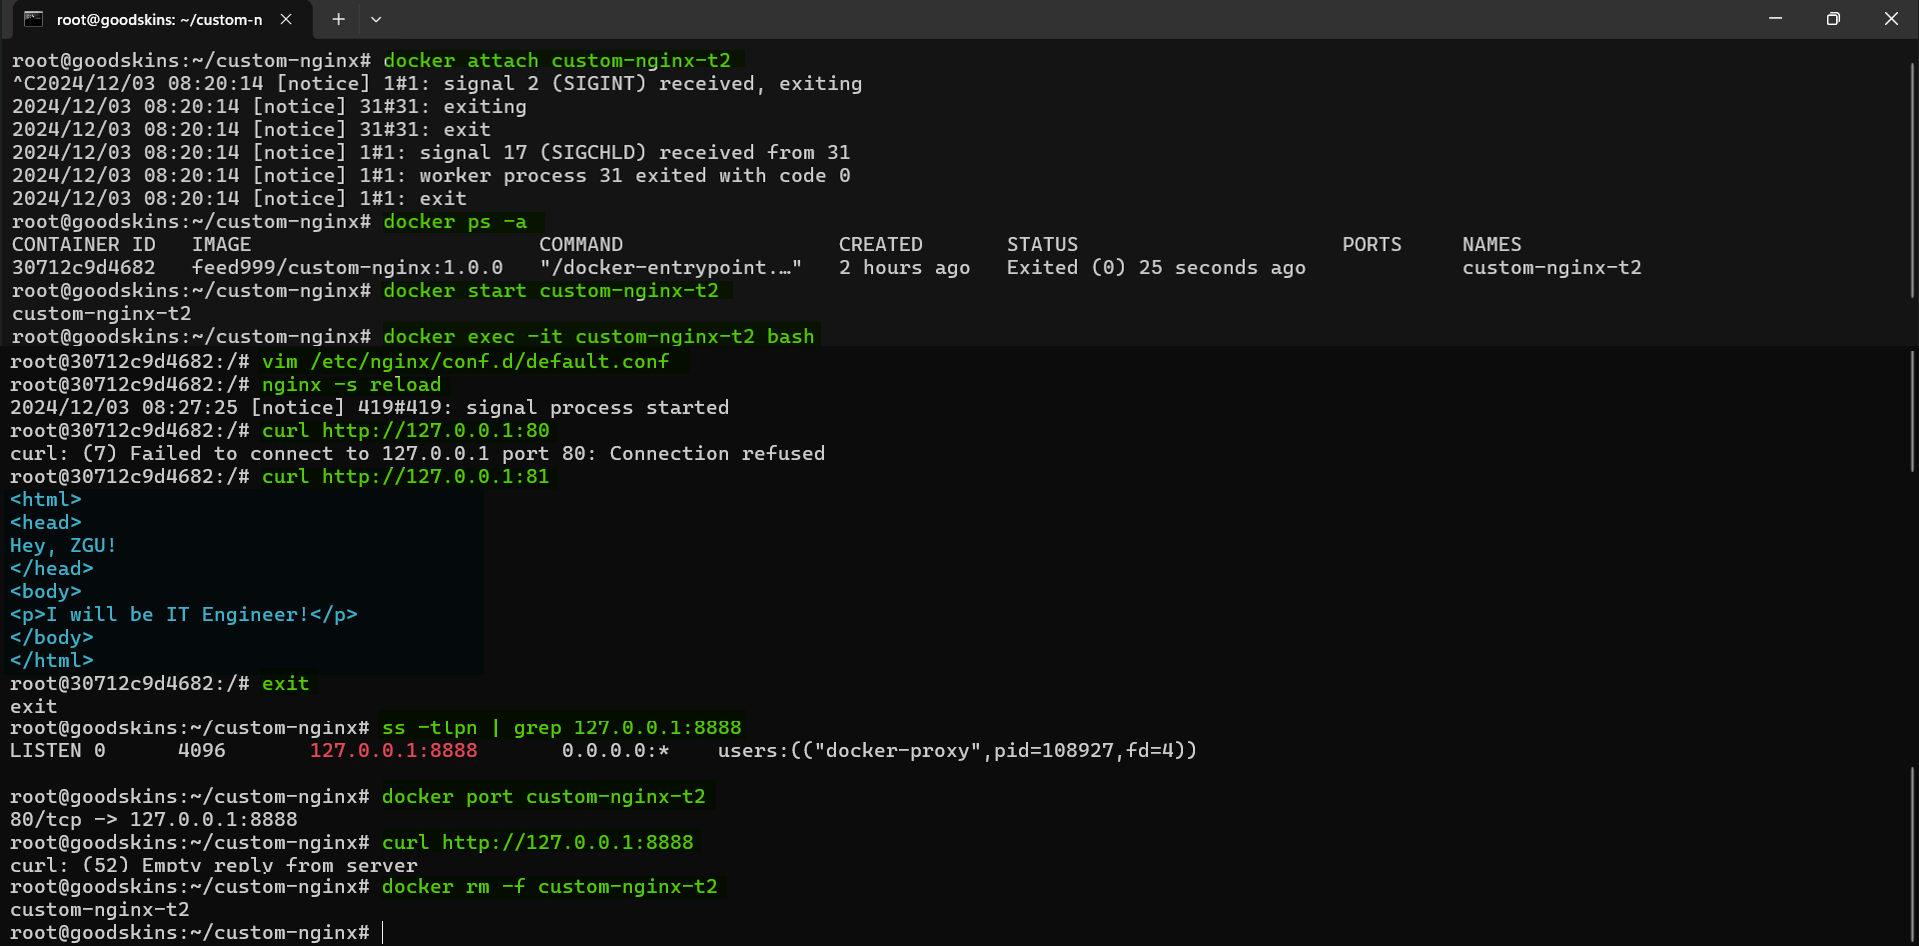 root@goodskins: ~/custom-n
root@goodskins:~/custom-nginx# docker attach custom-nginx-t2
^C2024/12/03 08:20:14 [notice] 1#1: signal 2 (SIGINT) received, exiting
2024/12/03 08:20:14 [notice] 31#31: exiting
2024/12/03 08:20:14 [notice] 31#31: exit
2024/12/03 08:20:14 [notice] 1#1: signal 17 (SIGCHLD) received from 31
2024/12/03 08:20:14 [notice] 1#1: worker process 31 exited with code 0
2024/12/03 08:20:14 [notice] 1#1: exit
root@goodskins:~/custom-nginx# docker ps -a
CONTAINER ID   IMAGE                        COMMAND                  CREATED       STATUS                      PORTS     NAMES
30712c9d4682   feed999/custom-nginx:1.0.0   "/docker-entrypoint.…"   2 hours ago   Exited (0) 25 seconds ago             custom-nginx-t2
root@goodskins:~/custom-nginx# docker start custom-nginx-t2
custom-nginx-t2
root@goodskins:~/custom-nginx# docker exec -it custom-nginx-t2 bash
root@30712c9d4682:/# vim /etc/nginx/conf.d/default.conf
root@30712c9d4682:/# nginx -s reload
2024/12/03 08:27:25 [notice] 419#419: signal process started
root@30712c9d4682:/# curl http://127.0.0.1:80
curl: (7) Failed to connect to 127.0.0.1 port 80: Connection refused
root@30712c9d4682:/# curl http://127.0.0.1:81
<html>
<head>
Hey, ZGU!
</head>
<body>
<p>I will be IT Engineer!</p>
</body>
</html>
root@30712c9d4682:/# exit
exit
root@goodskins:~/custom-nginx# ss -tlpn | grep 127.0.0.1:8888
LISTEN 0      4096       127.0.0.1:8888       0.0.0.0:*    users:(("docker-proxy",pid=108927,fd=4))
root@goodskins:~/custom-nginx# docker port custom-nginx-t2
80/tcp -> 127.0.0.1:8888
root@goodskins:~/custom-nginx# curl http://127.0.0.1:8888
curl: (52) Empty reply from server
root@goodskins:~/custom-nginx# docker rm -f custom-nginx-t2
custom-nginx-t2
root@goodskins:~/custom-nginx#